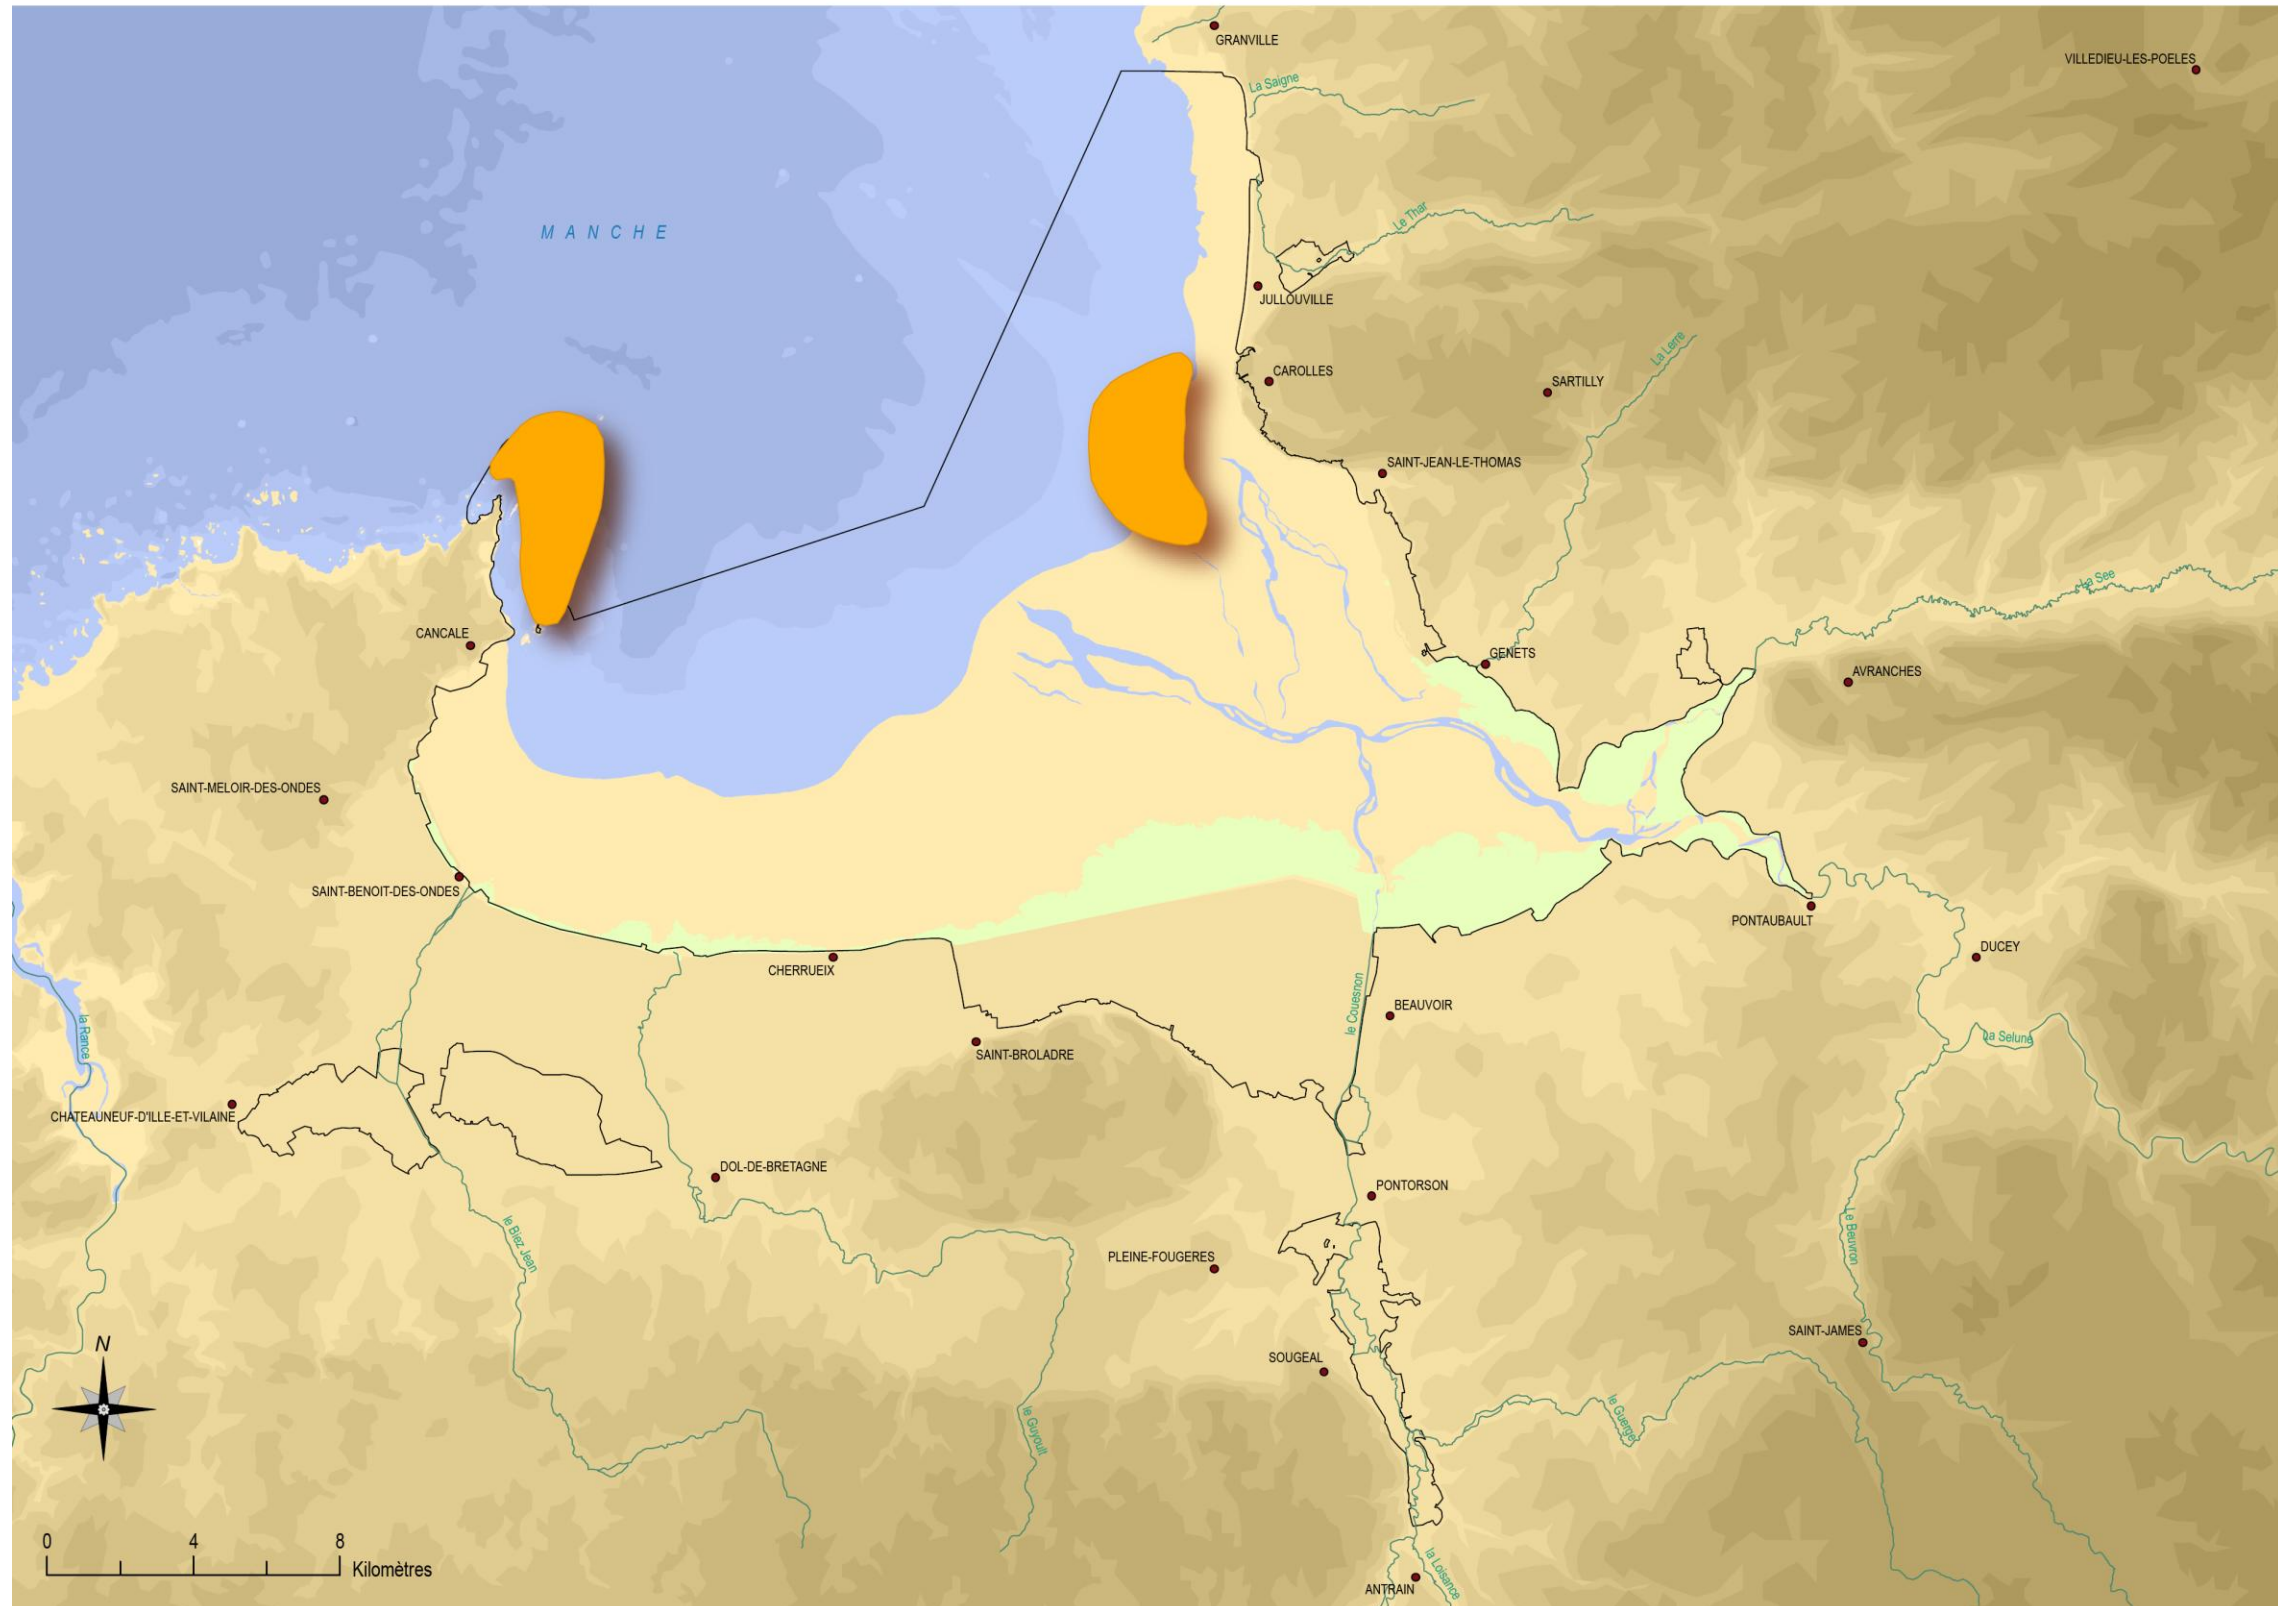 GRANVILLE
VILLEDIEU-LES-POELES
La Saigne
MANCHE
Le Thar
JULLOUVILLE
La Lerre
CAROLLES
SARTILLY
SAINT-JEAN-LE-THOMAS
La See
CANCALE
GENETS
AVRANCHES
SAINT-MELOIR-DES-ONDES
SAINT-BENOIT-DES-ONDES
PONTAUBAULT
DUCEY
CHERRUEIX
le Couesnon
BEAUVOIR
la Rance
La Selune
SAINT-BROLADRE
CHATEAUNEUF-D'ILLE-ET-VILAINE
DOL-DE-BRETAGNE
PONTORSON
le Biez Jean
Le Beuvron
PLEINE-FOUGERES
SAINT-JAMES
N
SOUGEAL
le Guerge
le Guyoult
0 4 8
Kilomètres
la Loisance
ANTRAIN